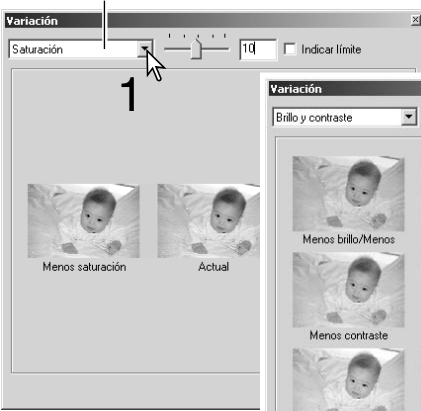 Variación
Saturación 10 Indicar límite
1
Menos saturación Actual
Variación
Brillo y contraste
Menos brillo/Menos
Menos contraste